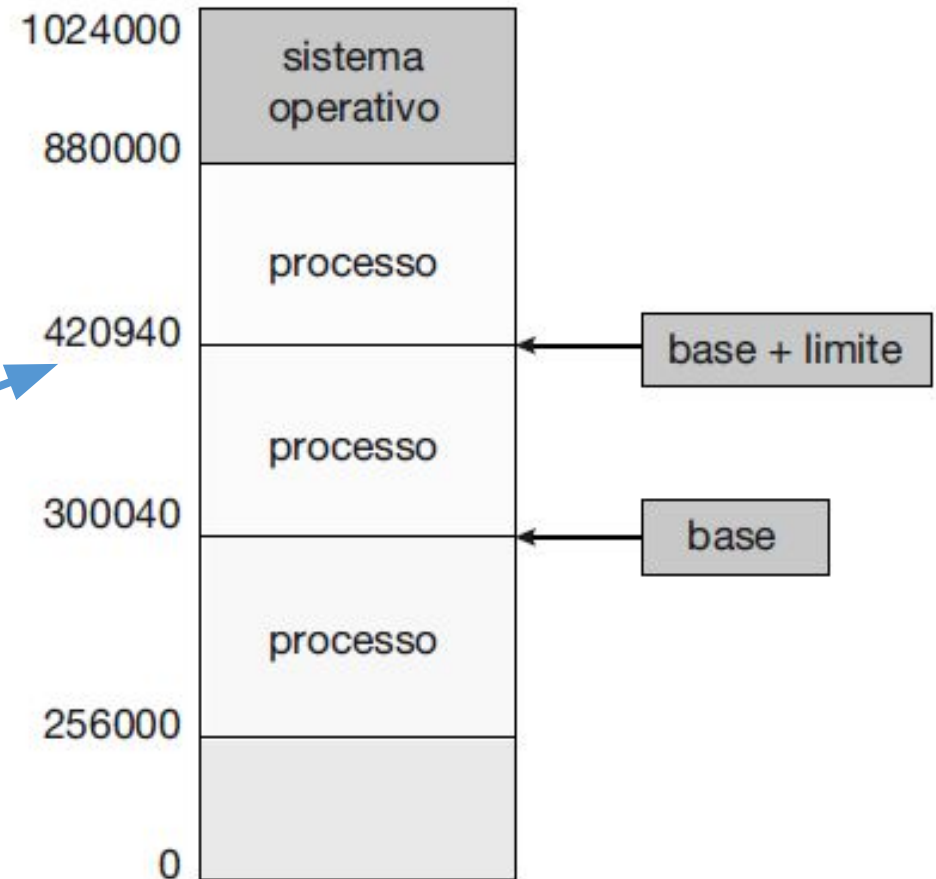 1024000
sistema
operativo
880000
processo
420940
base + limite
processo
300040
base
processo
256000
0